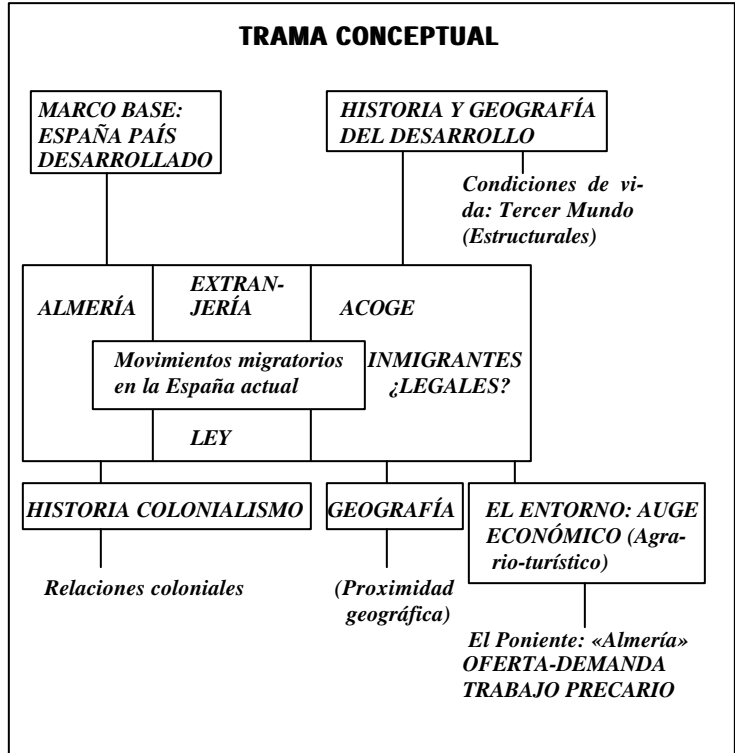 TRAMA CONCEPTUAL
MARCO BASE:
ESPAÑA PAÍS
DESARROLLADO
HISTORIA Y GEOGRAFÍA
DEL DESARROLLO
Condiciones de vi-
da: Tercer Mundo
(Estructurales)
ALMERÍA
EXTRAN-
JERÍA
ACOGE
Movimientos migratorios
en la España actual
INMIGRANTES
¿LEGALES?
LEY
HISTORIA COLONIALISMO
GEOGRAFÍA
EL ENTORNO: AUGE
ECONÓMICO (Agra-
rio-turístico)
Relaciones coloniales
(Proximidad
geográfica)
El Poniente: «Almería»
OFERTA-DEMANDA
TRABAJO PRECARIO